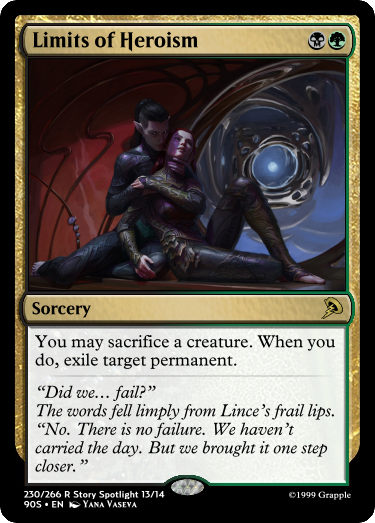 Limits of Heroism
Sorcery
You may sacrifice a creature. When you
do, exile target permanent.
“Did we… fail?”
The words fell limply from Lince’s frail lips.
“No. There is no failure. We haven’t
carried the day. But we brought it one step
closer.”
230/266 R Story Spotlight 13/14
90S • EN Yana Vaseva
©1999 Grapple